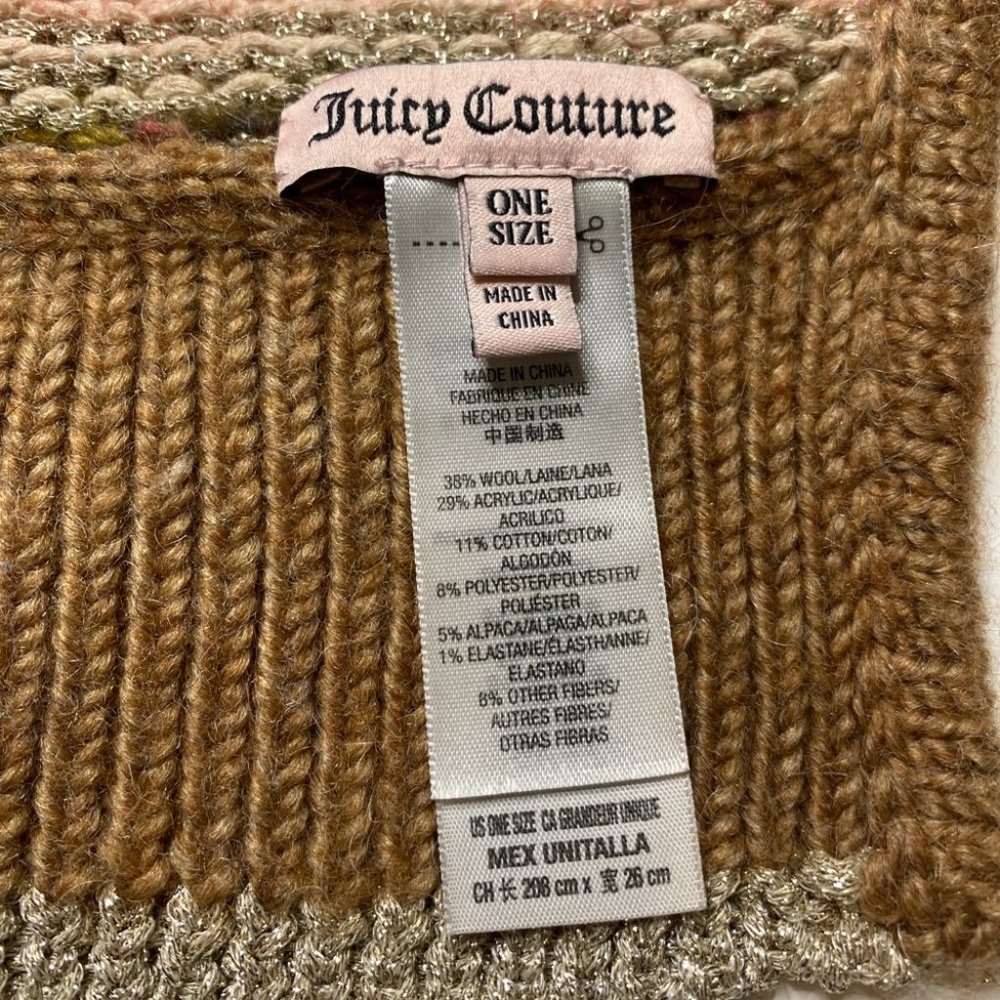 Juicy Couture
ONE
SIZE
MADE IN
CHINA
MADE IN CHINA
FABRIQUE EN CHINE
HECHO EN CHINA
中国制造
38% WOOL/LAINE/LANA
29% ACRYLIC/ACRYLIQUE/
ACRILICO
11% COTTON/COTON/
ALGODÓN
8% POLYESTER/POLYESTER/
POLIÉSTER
5% ALPACA/ALPAGA/ALPACA
1% ELASTANE/ÉLASTHANNE/
ELASTANO
8% OTHER FIBERS/
AUTRES FIBRES/
OTRAS FIBRAS
US ONE SIZE CA GRANDEUR UNIQUE
MEX UNITALLA
CH 长 208 cm x 宽 26 cm